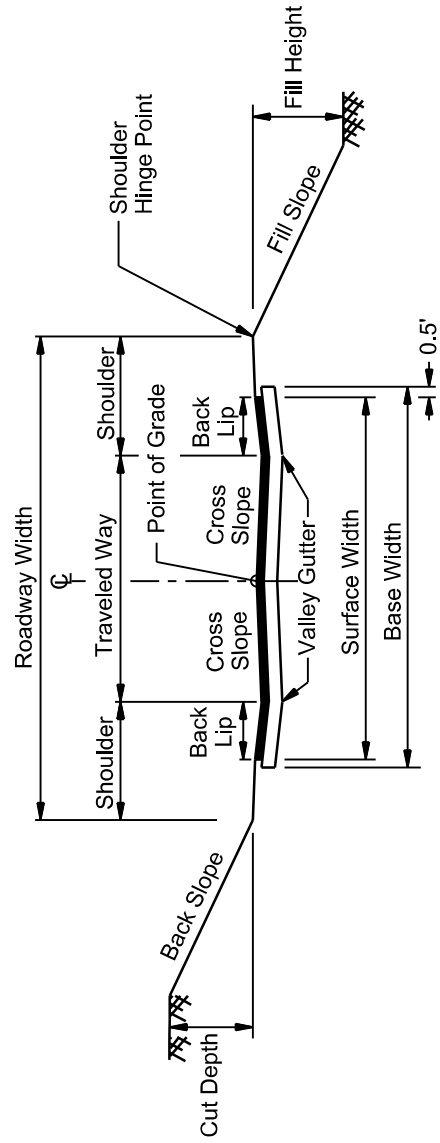 Roadway Width
℄
Shoulder
Traveled Way
Shoulder
Point of Grade
Shoulder
Hinge Point
Back
Lip
Cross
Slope
Cross
Slope
Back
Lip
Back Slope
Cut Depth
Fill Slope
Fill Height
Valley Gutter
Surface Width
0.5'
Base Width